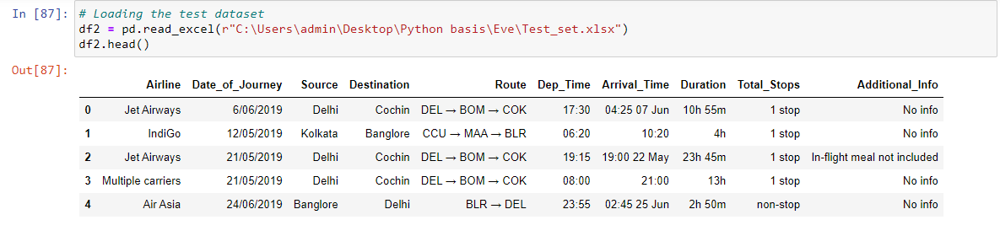 In [87]: # Loading the test dataset
df2 = pd.read_excel(r"C:\Users\admin\Desktop\Python basis\Eve\Test_set.xlsx")
df2.head()
Out[87]:
Airline Date_of_Journey Source Destination Route Dep_Time Arrival_Time Duration Total_Stops Additional_Info
0 Jet Airways 6/06/2019 Delhi Cochin DEL → BOM → COK 17:30 04:25 07 Jun 10h 55m 1 stop No info
1 IndiGo 12/05/2019 Kolkata Banglore CCU → MAA → BLR 06:20 10:20 4h 1 stop No info
2 Jet Airways 21/05/2019 Delhi Cochin DEL → BOM → COK 19:15 19:00 22 May 23h 45m 1 stop In-flight meal not included
3 Multiple carriers 21/05/2019 Delhi Cochin DEL → BOM → COK 08:00 21:00 13h 1 stop No info
4 Air Asia 24/06/2019 Banglore Delhi BLR → DEL 23:55 02:45 25 Jun 2h 50m non-stop No info